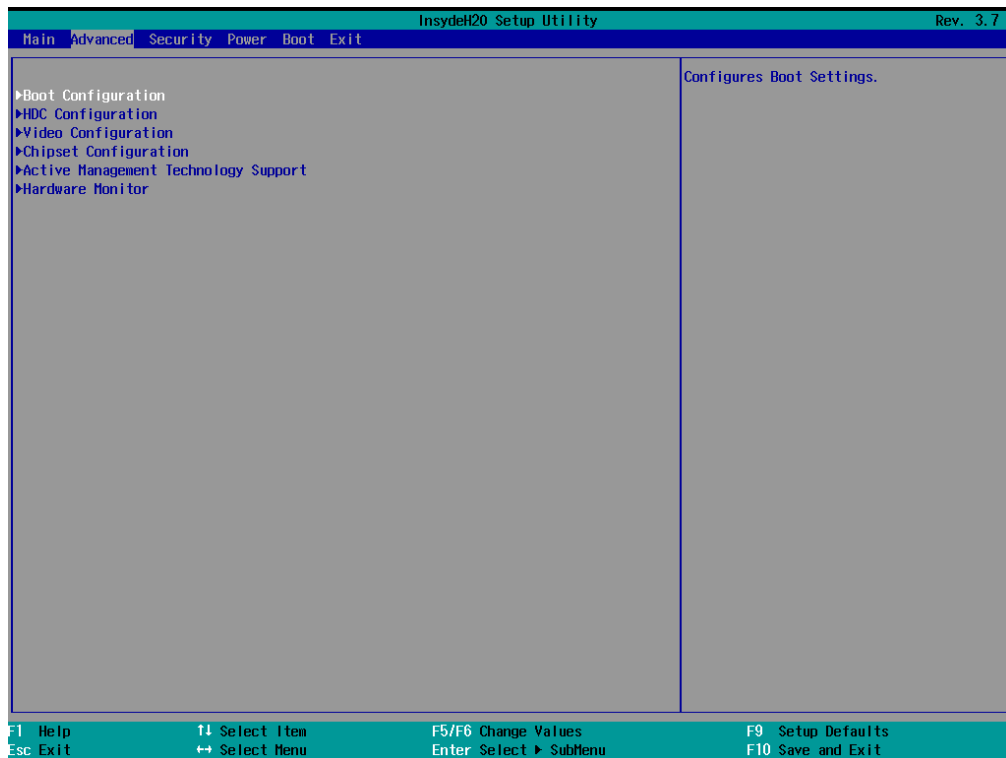 InsydeH20 Setup Utility Rev. 3.7
Main Advanced Security Power Boot Exit
Configures Boot Settings.
▶Boot Configuration
▶HDC Configuration
▶Video Configuration
▶Chipset Configuration
▶Active Management Technology Support
▶Hardware Monitor
F1 Help ↑↓ Select Item F5/F6 Change Values F9 Setup Defaults
Esc Exit ↔ Select Menu Enter Select ▶ SubMenu F10 Save and Exit